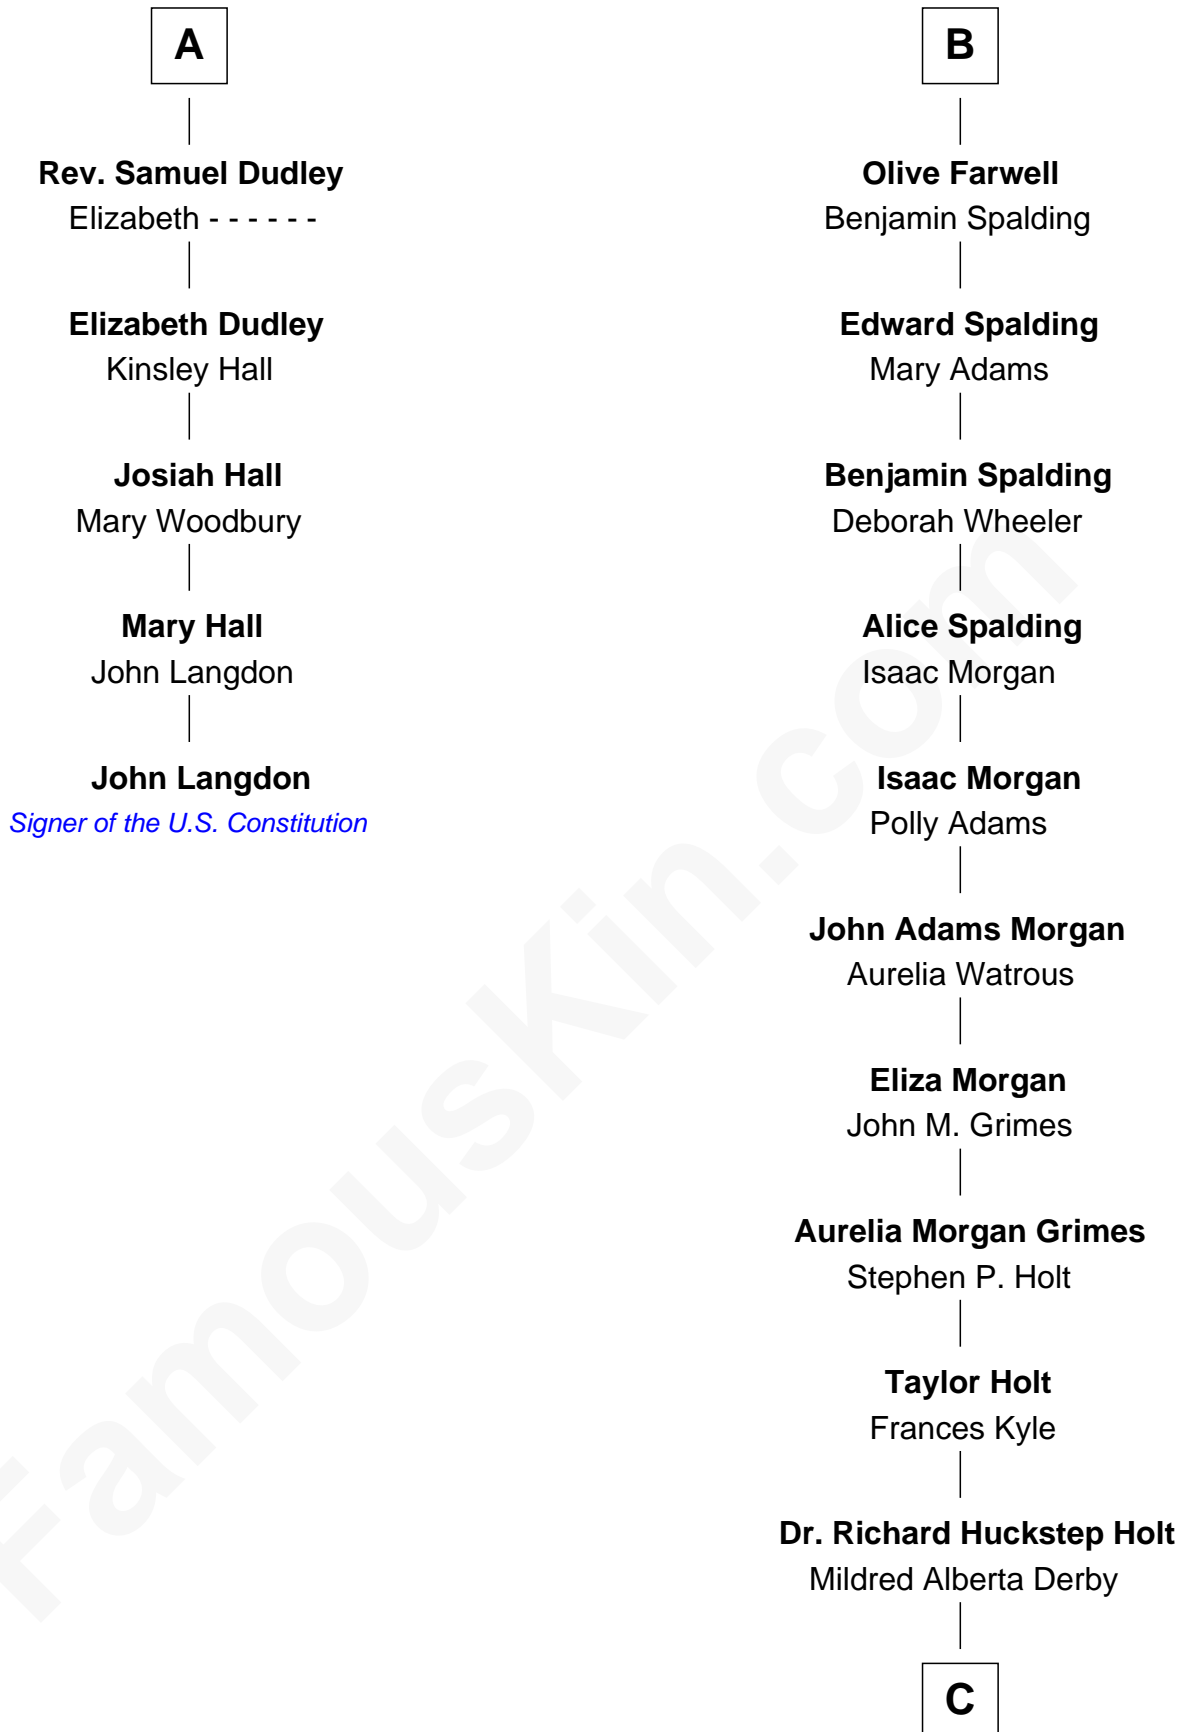 A
Rev. Samuel Dudley
Elizabeth - - - - - -
Elizabeth Dudley
Kinsley Hall
Josiah Hall
Mary Woodbury
Mary Hall
John Langdon
John Langdon
Signer of the U.S. Constitution
B
Olive Farwell
Benjamin Spalding
Edward Spalding
Mary Adams
Benjamin Spalding
Deborah Wheeler
Alice Spalding
Isaac Morgan
Isaac Morgan
Polly Adams
John Adams Morgan
Aurelia Watrous
Eliza Morgan
John M. Grimes
Aurelia Morgan Grimes
Stephen P. Holt
Taylor Holt
Frances Kyle
Dr. Richard Huckstep Holt
Mildred Alberta Derby
C
FamousKin.com